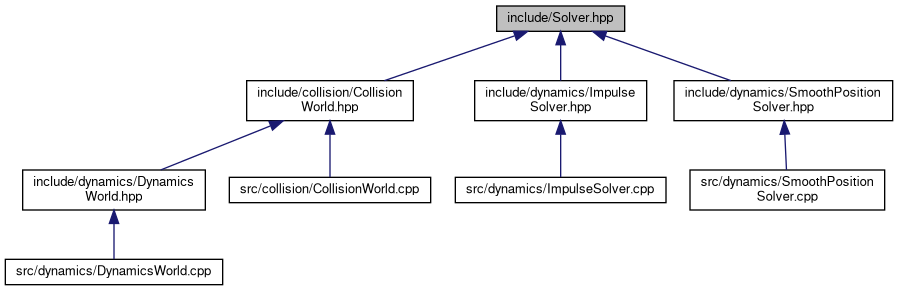 include/Solver.hpp
include/collision/Collision
World.hpp
include/dynamics/Impulse
Solver.hpp
include/dynamics/SmoothPosition
Solver.hpp
include/dynamics/Dynamics
World.hpp
src/collision/CollisionWorld.cpp
src/dynamics/ImpulseSolver.cpp
src/dynamics/SmoothPosition
Solver.cpp
src/dynamics/DynamicsWorld.cpp